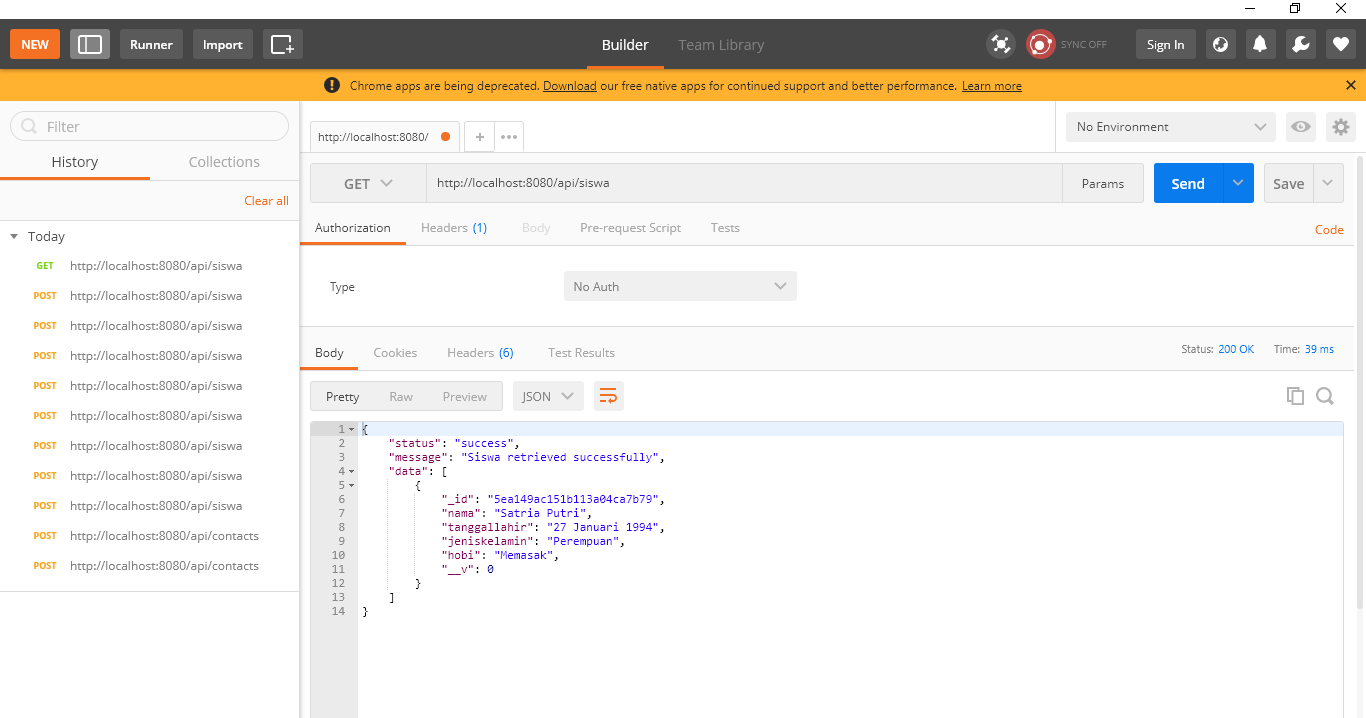 NEW Runner Import Builder Team Library SYNC OFF Sign In
! Chrome apps are being deprecated. Download our free native apps for continued support and better performance. Learn more
Filter
History Collections
Clear all
Today
GET http://localhost:8080/api/siswa
POST http://localhost:8080/api/siswa
POST http://localhost:8080/api/siswa
POST http://localhost:8080/api/siswa
POST http://localhost:8080/api/siswa
POST http://localhost:8080/api/siswa
POST http://localhost:8080/api/siswa
POST http://localhost:8080/api/siswa
POST http://localhost:8080/api/siswa
POST http://localhost:8080/api/contacts
POST http://localhost:8080/api/contacts
http://localhost:8080/ + ••• No Environment
GET http://localhost:8080/api/siswa Params Send Save
Authorization Headers (1) Body Pre-request Script Tests Code
Type No Auth
Body Cookies Headers (6) Test Results Status: 200 OK Time: 39 ms
Pretty Raw Preview JSON
1 {
2 "status": "success",
3 "message": "Siswa retrieved successfully",
4 "data": [
5 {
6 "_id": "5ea149ac151b113a04ca7b79",
7 "nama": "Satria Putri",
8 "tanggallahir": "27 Januari 1994",
9 "jeniskelamin": "Perempuan",
10 "hobi": "Memasak",
11 "__v": 0
12 }
13 ]
14 }